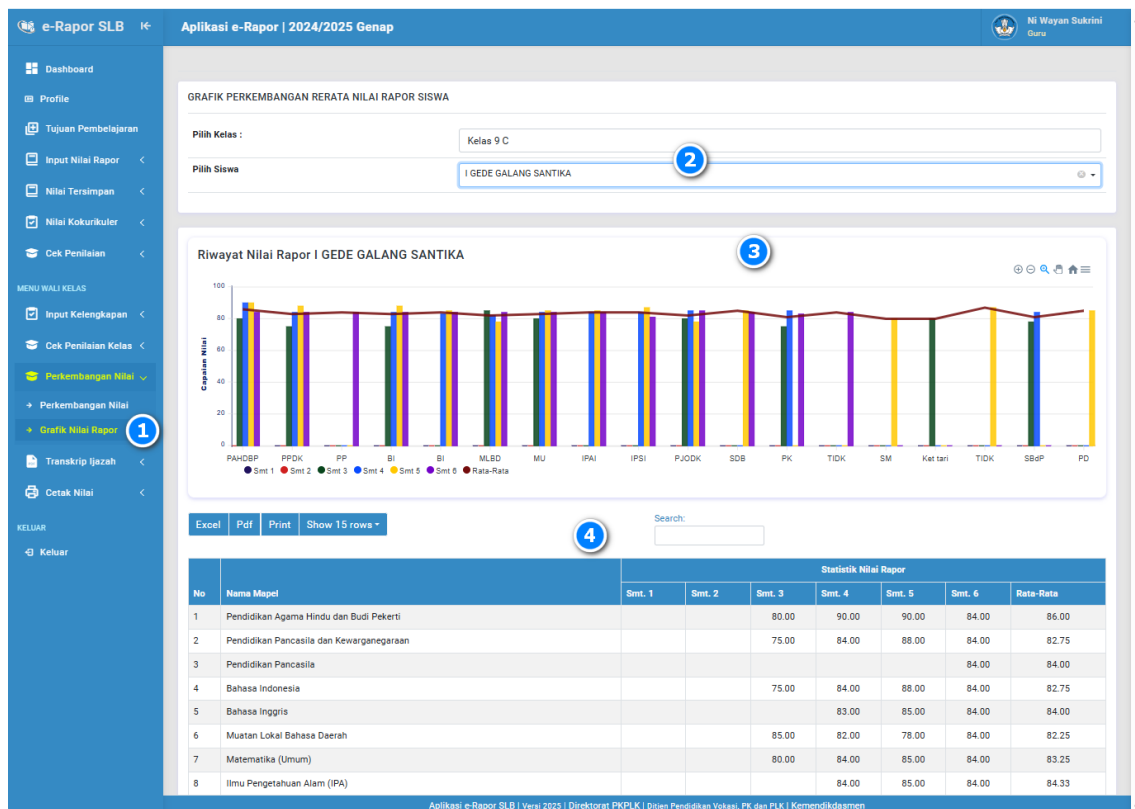 e-Rapor SLB
Aplikasi e-Rapor | 2024/2025 Genap
Ni Wayan Sukrini
Guru
Dashboard
Profile
Tujuan Pembelajaran
Input Nilai Rapor
Nilai Tersimpan
Nilai Kokurikuler
Cek Penilaian
MENU WALI KELAS
Input Kelengkapan
Cek Penilaian Kelas
Perkembangan Nilai
Perkembangan Nilai
Grafik Nilai Rapor
1
Transkrip Ijazah
Cetak Nilai
KELUAR
Keluar
GRAFIK PERKEMBANGAN RERATA NILAI RAPOR SISWA
Pilih Kelas :
Kelas 9 C
2
Pilih Siswa
I GEDE GALANG SANTIKA
Riwayat Nilai Rapor I GEDE GALANG SANTIKA
3
Capaian Nilai
100
80
60
40
20
0
PAHDBP PPDK PP BI BI MLBD MU IPAI IPSI PJODK SDB PK TIDK SM Ket tari TIDK SBdP PD
Smt 1 Smt 2 Smt 3 Smt 4 Smt 5 Smt 6 Rata-Rata
Excel Pdf Print Show 15 rows
4
Search:
No Nama Mapel Statistik Nilai Rapor
Smt. 1 Smt. 2 Smt. 3 Smt. 4 Smt. 5 Smt. 6 Rata-Rata
1 Pendidikan Agama Hindu dan Budi Pekerti 80.00 90.00 90.00 84.00 86.00
2 Pendidikan Pancasila dan Kewarganegaraan 75.00 84.00 88.00 84.00 82.75
3 Pendidikan Pancasila 84.00 84.00
4 Bahasa Indonesia 75.00 84.00 88.00 84.00 82.75
5 Bahasa Inggris 83.00 85.00 84.00 84.00
6 Muatan Lokal Bahasa Daerah 85.00 82.00 78.00 84.00 82.25
7 Matematika (Umum) 80.00 84.00 85.00 84.00 83.25
8 Ilmu Pengetahuan Alam (IPA) 84.00 85.00 84.00 84.33
Aplikasi e-Rapor SLB | Versi 2025 | Direktorat PKPLK | Ditjen Pendidikan Vokasi, PK dan PLK | Kemendikdasmen